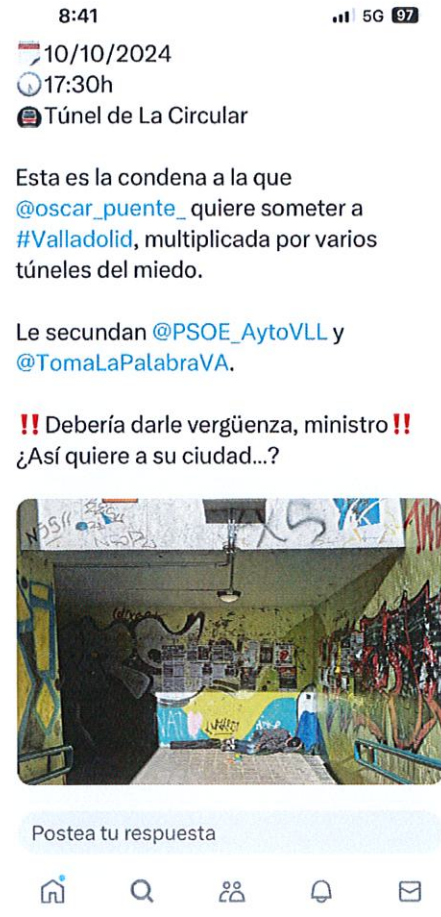 8:41 5G 97
10/10/2024
17:30h
Túnel de La Circular
Esta es la condena a la que
@oscar_puente_ quiere someter a
#Valladolid, multiplicada por varios
túneles del miedo.
Le secundan @PSOE_AytoVLL y
@TomaLaPalabraVA.
‼ Debería darle vergüenza, ministro‼
¿Así quiere a su ciudad...?
Postea tu respuesta